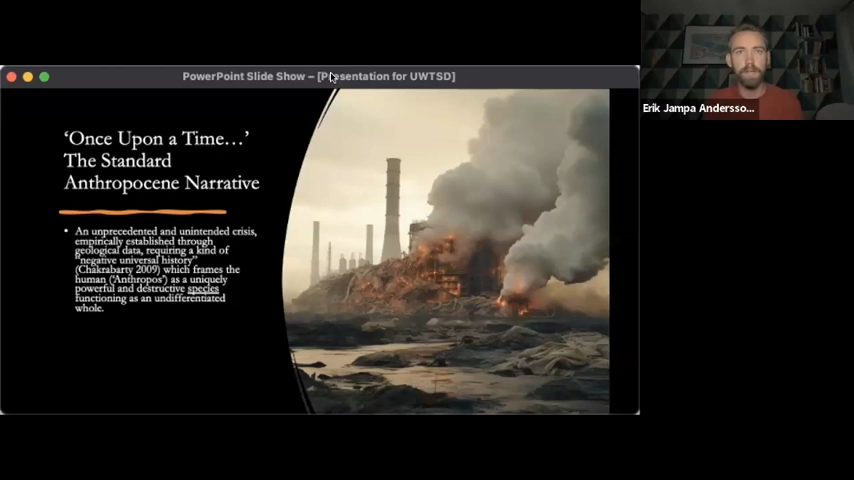 PowerPoint Slide Show – [Presentation for UWTSD]
‘Once Upon a Time…’
The Standard
Anthropocene Narrative
• An unprecedented and unintended crisis,
empirically established through
geological data, requiring a kind of
“negative universal history”
(Chakrabarty 2009) which frames the
human (‘Anthropos’) as a uniquely
powerful and destructive species
functioning as an undifferentiated
whole.
Erik Jampa Andersso...